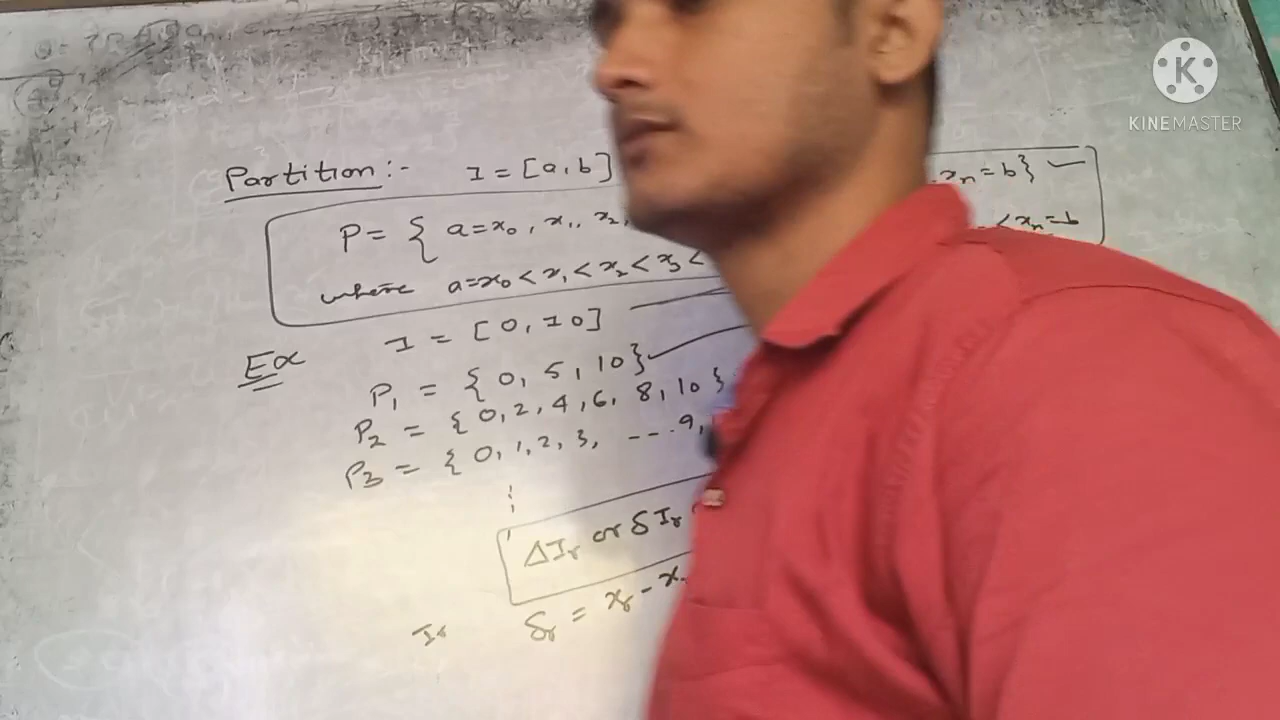 KINEMASTER
Partition:- I = [a, b] xₙ = b}
P = { a = x₀, x₁, x₂,
where a = x₀ < x₁ < x₂ < x₃ < < xₙ = b
Ex I = [0, 10]
P₁ = {0, 5, 10}
P₂ = {0, 2, 4, 6, 8, 10}
P₃ = {0, 1, 2, 3, --- 9,
ΔIᵣ or δIᵣ
δᵣ = xᵣ - x
Iᵣ